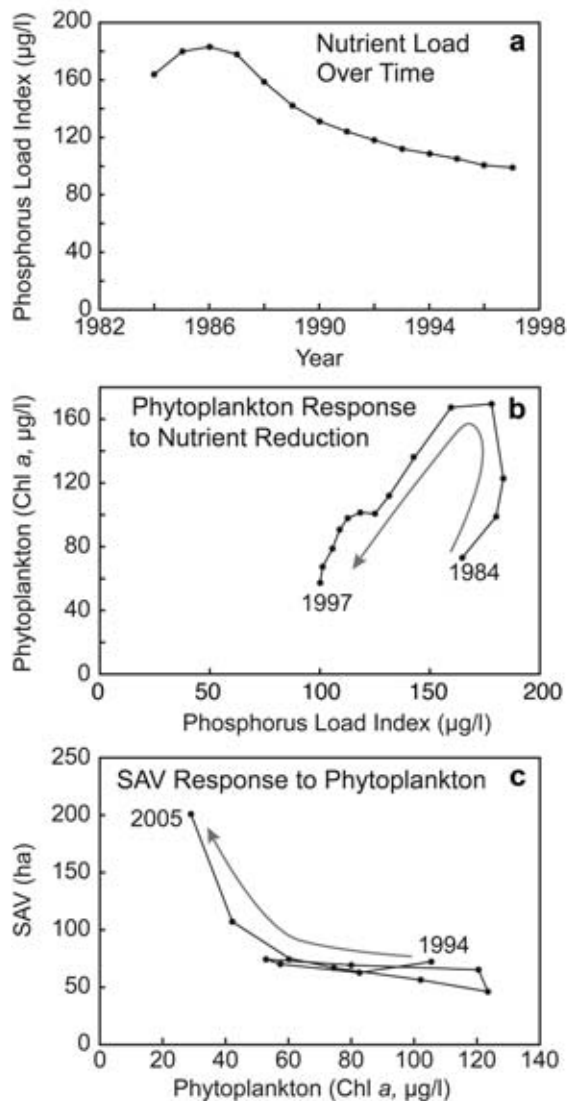 200
160
120
80
40
0
Phosphorus Load Index (µg/l)
Nutrient Load
Over Time
a
1982
1986
1990
1994
1998
Year
160
120
80
40
0
Phytoplankton (Chl a, µg/l)
Phytoplankton Response
to Nutrient Reduction
b
1984
1997
0
50
100
150
200
Phosphorus Load Index (µg/l)
250
200
150
100
50
0
SAV (ha)
SAV Response to Phytoplankton
c
2005
1994
0
20
40
60
80
100
120
140
Phytoplankton (Chl a, µg/l)